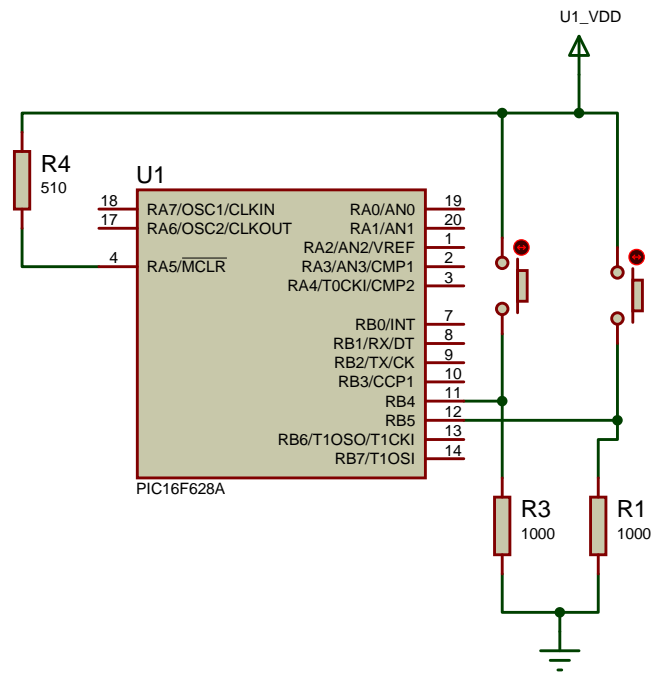 U1_VDD
R4
510
U1
18 RA7/OSC1/CLKIN RA0/AN0 19
17 RA6/OSC2/CLKOUT RA1/AN1 20
RA2/AN2/VREF 1
4 RA5/MCLR RA3/AN3/CMP1 2
RA4/T0CKI/CMP2 3
RB0/INT 7
RB1/RX/DT 8
RB2/TX/CK 9
RB3/CCP1 10
RB4 11
RB5 12
RB6/T1OSO/T1CKI 13
RB7/T1OSI 14
PIC16F628A
R3
1000
R1
1000